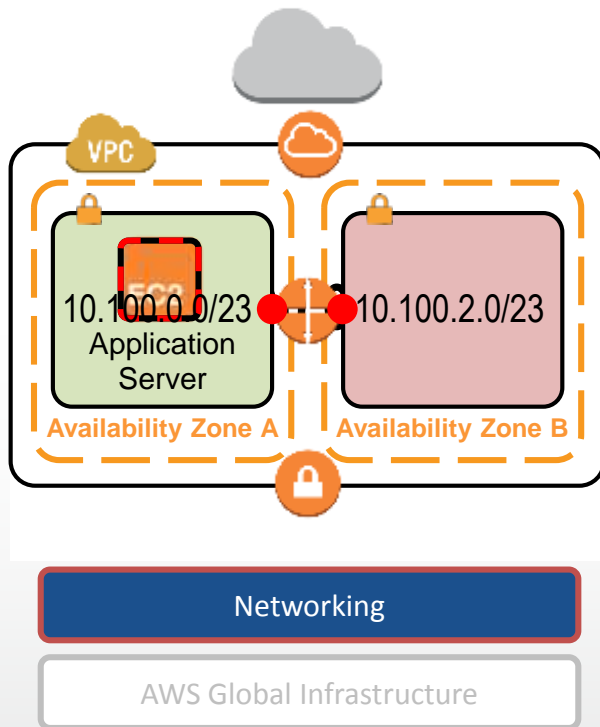 VPC
EC2
10.100.0.0/23
Application
Server
10.100.2.0/23
Availability Zone A
Availability Zone B
Networking
AWS Global Infrastructure